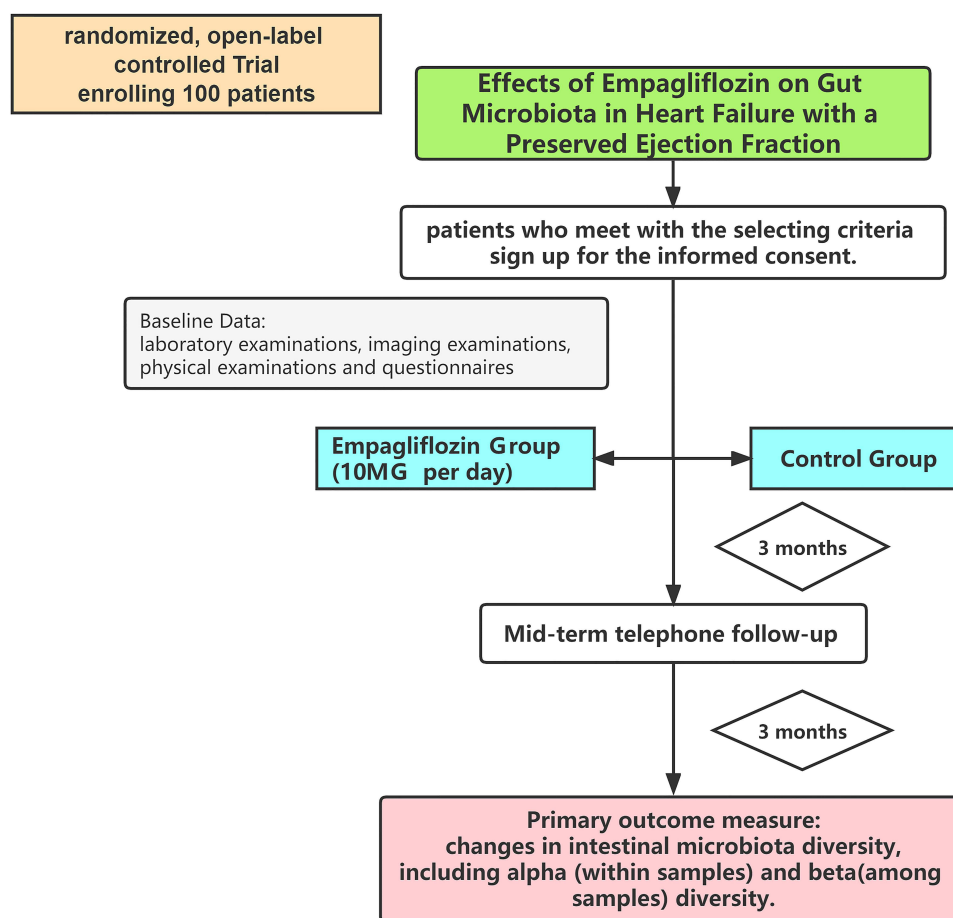 randomized, open-label
controlled Trial
enrolling 100 patients
Effects of Empagliflozin on Gut
Microbiota in Heart Failure with a
Preserved Ejection Fraction
patients who meet with the selecting criteria
sign up for the informed consent.
Baseline Data:
laboratory examinations, imaging examinations,
physical examinations and questionnaires
Empagliflozin Group
(10MG per day)
Control Group
3 months
Mid-term telephone follow-up
3 months
Primary outcome measure:
changes in intestinal microbiota diversity,
including alpha (within samples) and beta(among
samples) diversity.